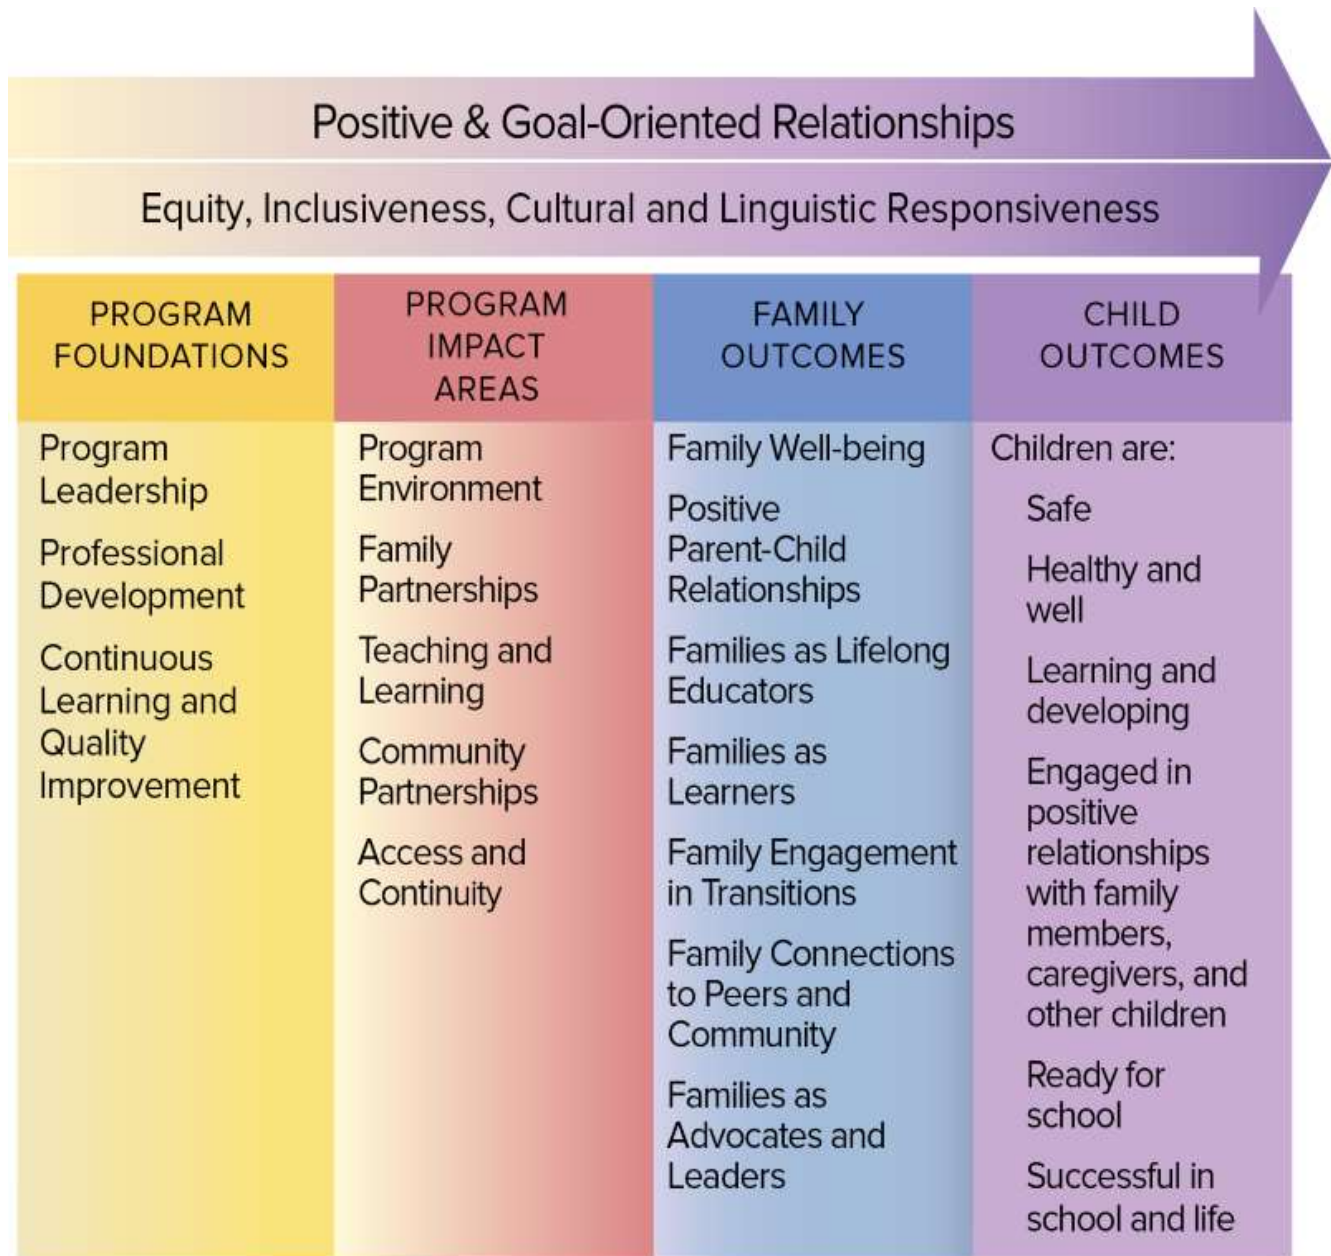 Positive & Goal-Oriented Relationships
Equity, Inclusiveness, Cultural and Linguistic Responsiveness
PROGRAM
FOUNDATIONS
Program
Leadership
Professional
Development
Continuous
Learning and
Quality
Improvement
PROGRAM
IMPACT
AREAS
Program
Environment
Family
Partnerships
Teaching and
Learning
Community
Partnerships
Access and
Continuity
FAMILY
OUTCOMES
Family Well-being
Positive
Parent-Child
Relationships
Families as Lifelong
Educators
Families as
Learners
Family Engagement
in Transitions
Family Connections
to Peers and
Community
Families as
Advocates and
Leaders
CHILD
OUTCOMES
Children are:
Safe
Healthy and
well
Learning and
developing
Engaged in
positive
relationships
with family
members,
caregivers, and
other children
Ready for
school
Successful in
school and life